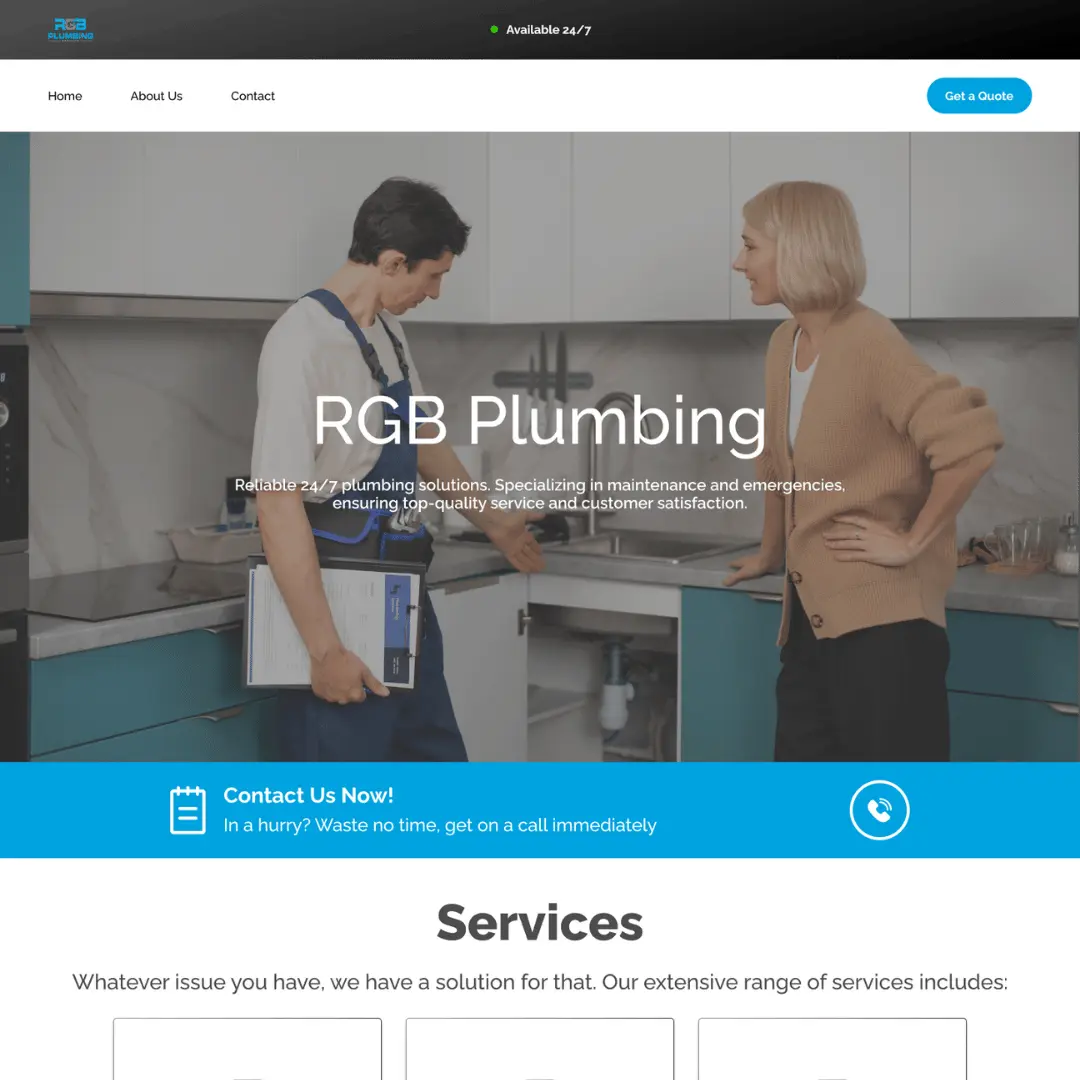 RGB
PLUMBING
Available 24/7
Home
About Us
Contact
Get a Quote
RGB Plumbing
Reliable 24/7 plumbing solutions. Specializing in maintenance and emergencies,
ensuring top-quality service and customer satisfaction.
Contact Us Now!
In a hurry? Waste no time, get on a call immediately
Services
Whatever issue you have, we have a solution for that. Our extensive range of services includes: